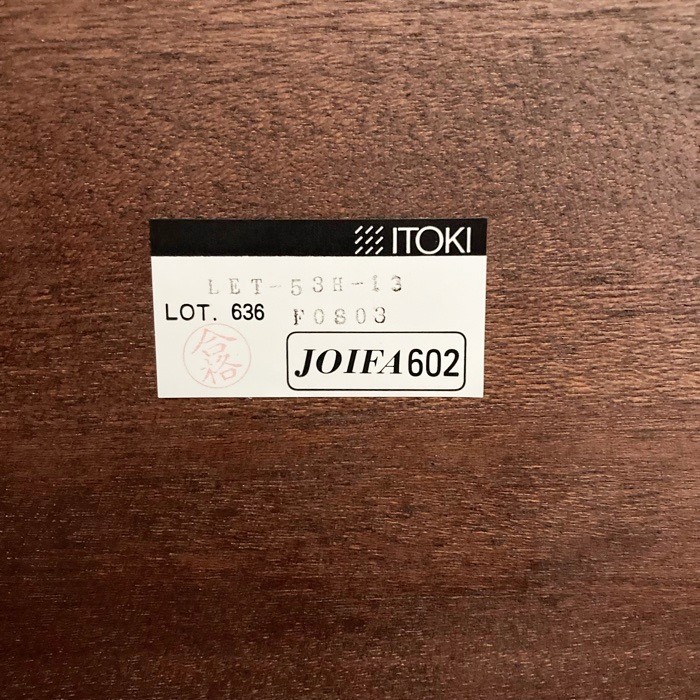 ITOKI
LET-53H-13
LOT. 636 F0803
合格
JOIFA602